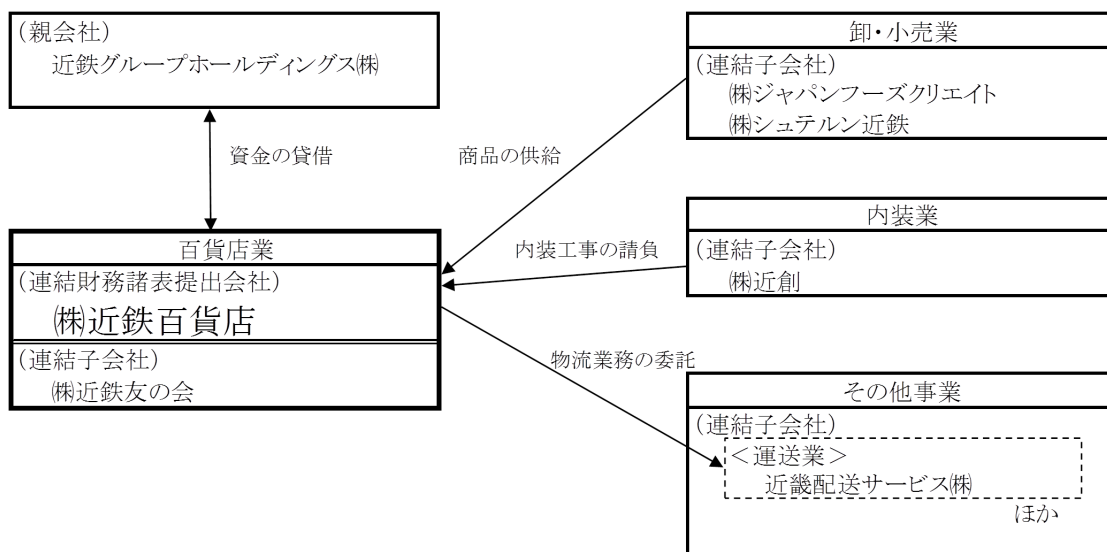 (親会社)
近鉄グループホールディングス㈱
資金の貸借
百貨店業
(連結財務諸表提出会社)
㈱近鉄百貨店
(連結子会社)
㈱近鉄友の会
商品の供給
内装工事の請負
物流業務の委託
卸・小売業
(連結子会社)
㈱ジャパンフーズクリエイト
㈱シュテルン近鉄
内装業
(連結子会社)
㈱近創
その他事業
(連結子会社)
＜運送業＞
近畿配送サービス㈱
ほか